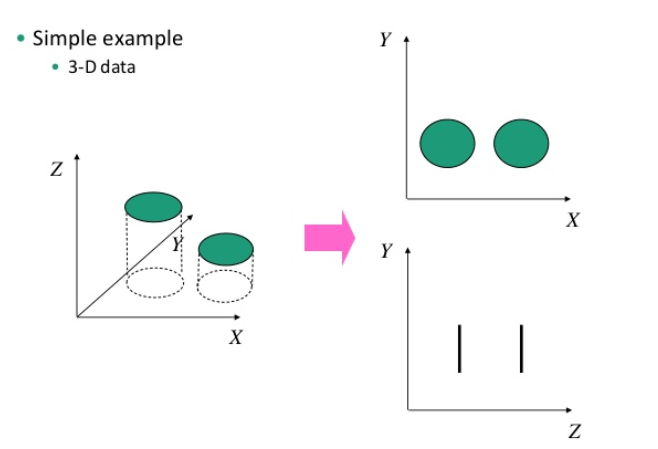 • Simple example
• 3-D data
Z
Y
X
Y
X
Y
Z